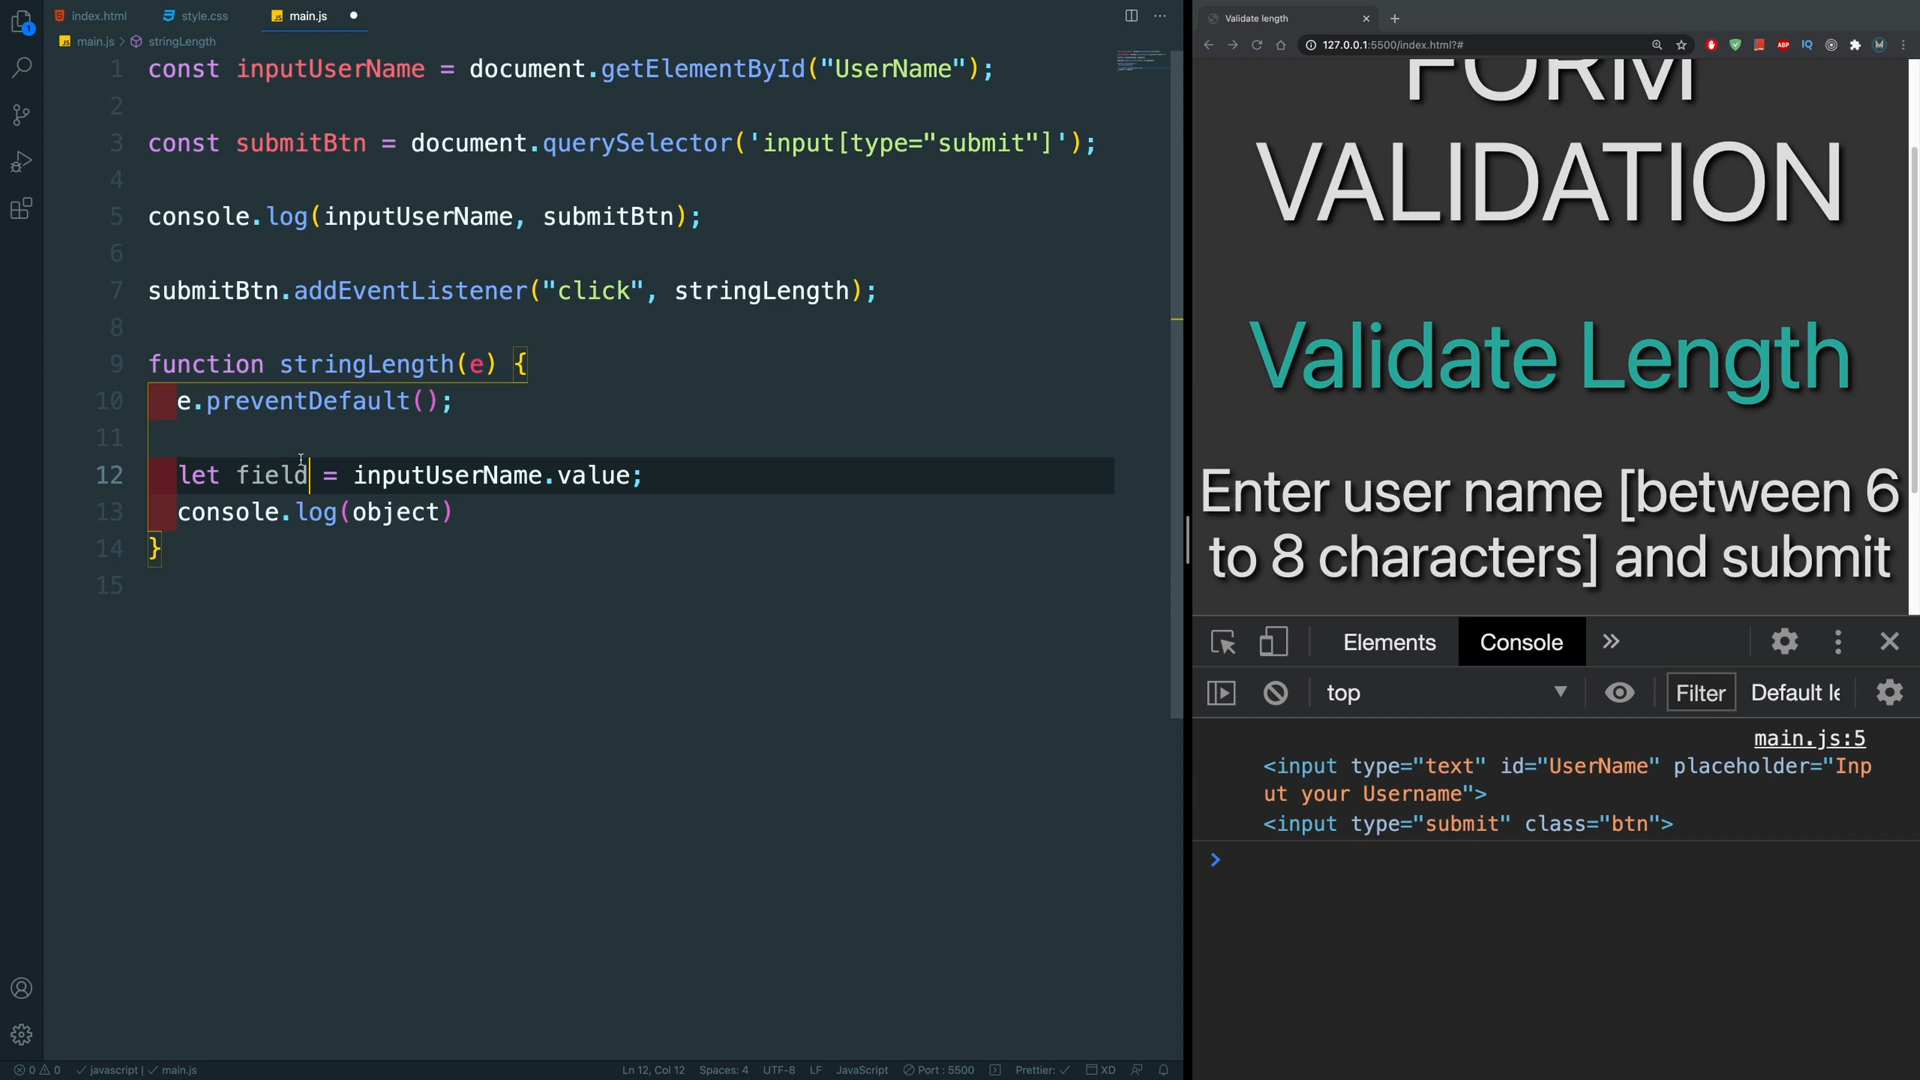 index.html
style.css
main.js
main.js > stringLength
1 const inputUserName = document.getElementById("UserName");
2
3 const submitBtn = document.querySelector('input[type="submit"]');
4
5 console.log(inputUserName, submitBtn);
6
7 submitBtn.addEventListener("click", stringLength);
8
9 function stringLength(e) {
10 e.preventDefault();
11
12 let field = inputUserName.value;
13 console.log(object)
14 }
15
0 0 javascript | main.js Ln 12, Col 12 Spaces: 4 UTF-8 LF JavaScript Port : 5500 Prettier: XD
Validate length
127.0.0.1:5500/index.html?#
ABP
IQ
FORM
VALIDATION
Validate Length
Enter user name [between 6
to 8 characters] and submit
Elements Console
top Filter Default le
main.js:5
<input type="text" id="UserName" placeholder="Inp
ut your Username">
<input type="submit" class="btn">